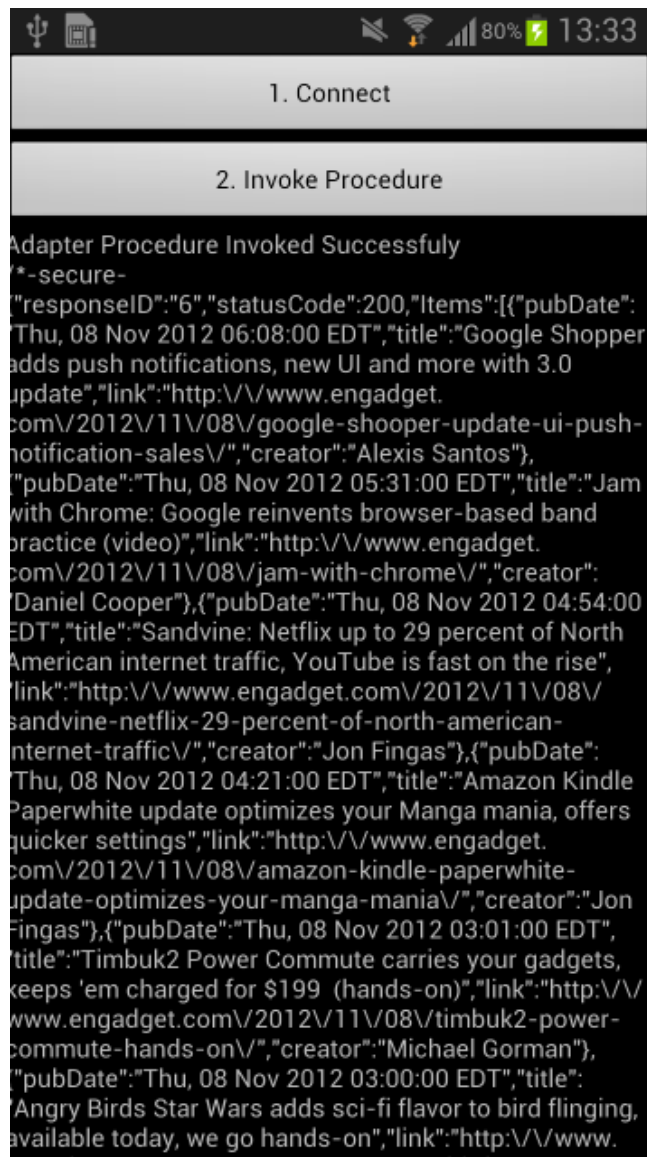 80% 13:33
1. Connect
2. Invoke Procedure
Adapter Procedure Invoked Successfuly
/*-secure-
{"responseID":"6","statusCode":200,"Items":[{"pubDate":
"Thu, 08 Nov 2012 06:08:00 EDT","title":"Google Shopper
adds push notifications, new UI and more with 3.0
update","link":"http:\/\/www.engadget.
com\/2012\/11\/08\/google-shooper-update-ui-push-
notification-sales\/","creator":"Alexis Santos"},
{"pubDate":"Thu, 08 Nov 2012 05:31:00 EDT","title":"Jam
with Chrome: Google reinvents browser-based band
practice (video)","link":"http:\/\/www.engadget.
com\/2012\/11\/08\/jam-with-chrome\/","creator":
"Daniel Cooper"},{"pubDate":"Thu, 08 Nov 2012 04:54:00
EDT","title":"Sandvine: Netflix up to 29 percent of North
American internet traffic, YouTube is fast on the rise",
"link":"http:\/\/www.engadget.com\/2012\/11\/08\/
sandvine-netflix-29-percent-of-north-american-
internet-traffic\/","creator":"Jon Fingas"},{"pubDate":
"Thu, 08 Nov 2012 04:21:00 EDT","title":"Amazon Kindle
Paperwhite update optimizes your Manga mania, offers
quicker settings","link":"http:\/\/www.engadget.
com\/2012\/11\/08\/amazon-kindle-paperwhite-
update-optimizes-your-manga-mania\/","creator":"Jon
Fingas"},{"pubDate":"Thu, 08 Nov 2012 03:01:00 EDT",
"title":"Timbuk2 Power Commute carries your gadgets,
keeps 'em charged for $199  (hands-on)","link":"http:\/\/
www.engadget.com\/2012\/11\/08\/timbuk2-power-
commute-hands-on\/","creator":"Michael Gorman"},
{"pubDate":"Thu, 08 Nov 2012 03:00:00 EDT","title":
"Angry Birds Star Wars adds sci-fi flavor to bird flinging,
available today, we go hands-on","link":"http:\/\/www.